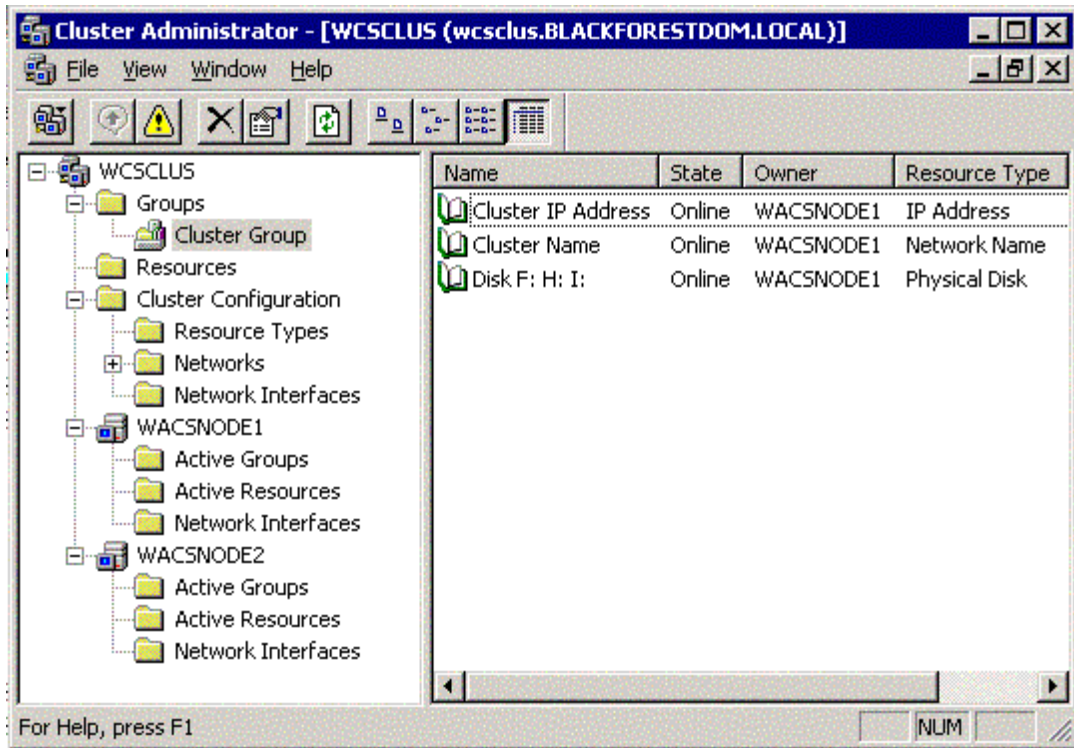 Cluster Administrator - [WCSCLUS (wcsclus.BLACKFORESTDOM.LOCAL)]
File View Window Help
WCSCLUS
Groups
Cluster Group
Resources
Cluster Configuration
Resource Types
Networks
Network Interfaces
WACSNODE1
Active Groups
Active Resources
Network Interfaces
WACSNODE2
Active Groups
Active Resources
Network Interfaces
Name State Owner Resource Type
Cluster IP Address Online WACSNODE1 IP Address
Cluster Name Online WACSNODE1 Network Name
Disk F: H: I: Online WACSNODE1 Physical Disk
For Help, press F1 NUM